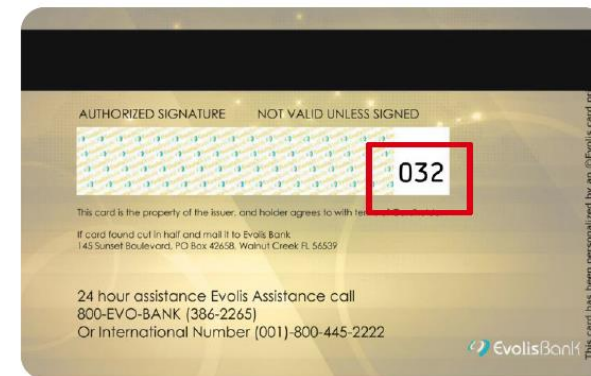 AUTHORIZED SIGNATURE NOT VALID UNLESS SIGNED
032
This card is the property of the issuer, and holder agrees to with
If card found cut in half and mail it to Evolis Bank
145 Sunset Boulevard, PO Box 42658, Walnut Creek FL 56539
24 hour assistance Evolis Assistance call
800-EVO-BANK (386-2265)
Or International Number (001)-800-445-2222
EvolisBank
This card has been personalized by an ©Evolis card